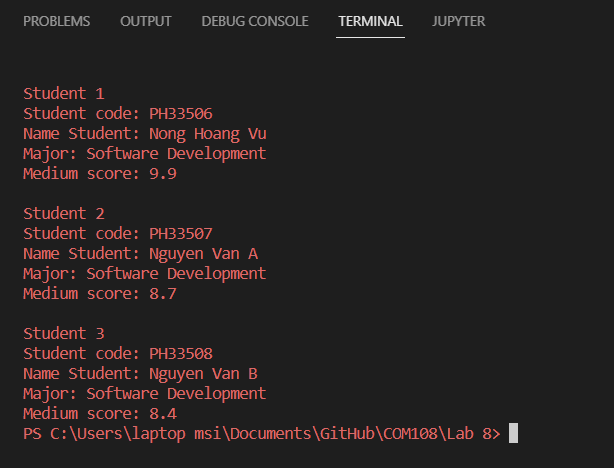 PROBLEMS OUTPUT DEBUG CONSOLE TERMINAL JUPYTER
Student 1
Student code: PH33506
Name Student: Nong Hoang Vu
Major: Software Development
Medium score: 9.9
Student 2
Student code: PH33507
Name Student: Nguyen Van A
Major: Software Development
Medium score: 8.7
Student 3
Student code: PH33508
Name Student: Nguyen Van B
Major: Software Development
Medium score: 8.4
PS C:\Users\laptop msi\Documents\GitHub\COM108\Lab 8>